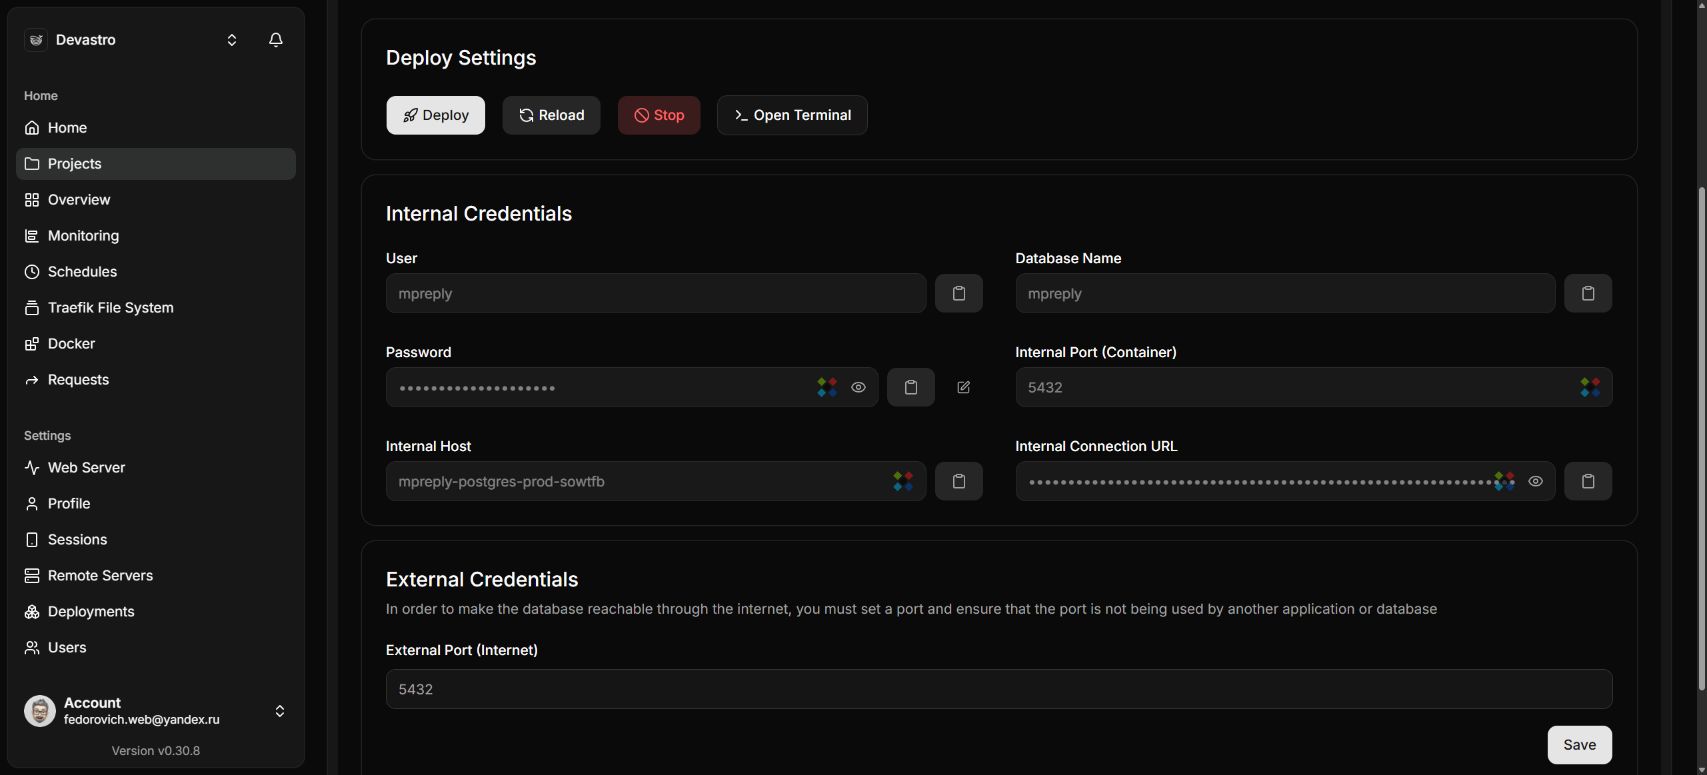 Devastro
Home
Home
Projects
Overview
Monitoring
Schedules
Traefik File System
Docker
Requests
Settings
Web Server
Profile
Sessions
Remote Servers
Deployments
Users
Account
fedorovich.web@yandex.ru
Version v0.30.8
Deploy Settings
Deploy
Reload
Stop
Open Terminal
Internal Credentials
User
mpreply
Database Name
mpreply
Password
Internal Port (Container)
5432
Internal Host
mpreply-postgres-prod-sowtfb
Internal Connection URL
External Credentials
In order to make the database reachable through the internet, you must set a port and ensure that the port is not being used by another application or database
External Port (Internet)
5432
Save